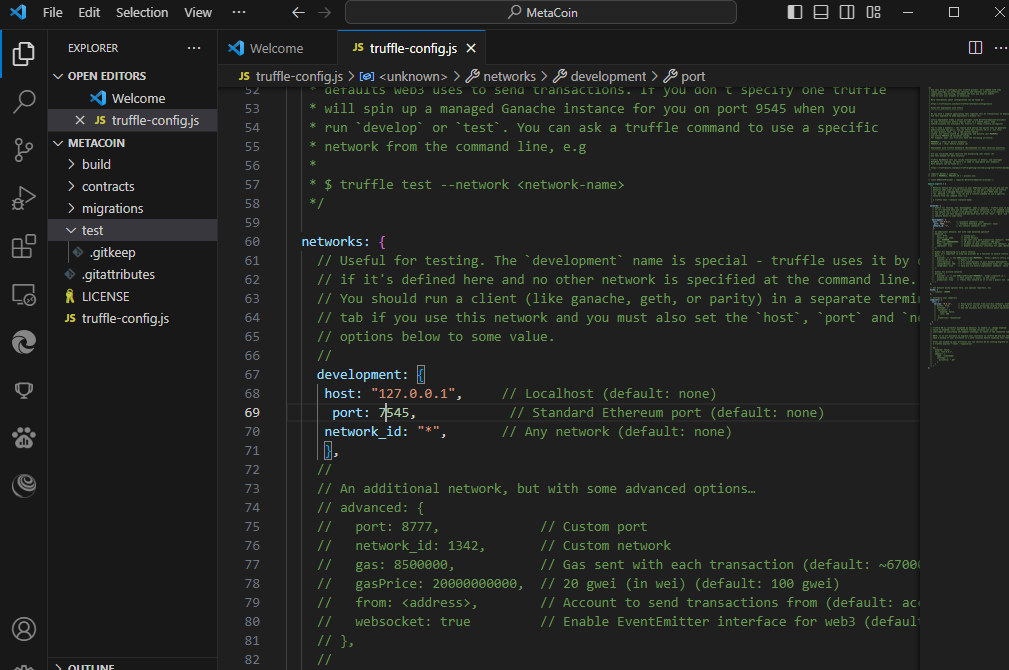 File Edit Selection View ··· MetaCoin
EXPLORER ···
OPEN EDITORS
Welcome
JS truffle-config.js
METACOIN
build
contracts
migrations
test
.gitkeep
.gitattributes
LICENSE
JS truffle-config.js
OUTLINE
Welcome JS truffle-config.js
JS truffle-config.js > <unknown> > networks > development > port
52 * defaults web3 uses to send transactions. If you don't specify one truffle
53 * will spin up a managed Ganache instance for you on port 9545 when you
54 * run `develop` or `test`. You can ask a truffle command to use a specific
55 * network from the command line, e.g
56 *
57 * $ truffle test --network <network-name>
58 */
59
60 networks: {
61 // Useful for testing. The `development` name is special - truffle uses it by
62 // if it's defined here and no other network is specified at the command line.
63 // You should run a client (like ganache, geth, or parity) in a separate termi
64 // tab if you use this network and you must also set the `host`, `port` and `ne
65 // options below to some value.
66 //
67 development: {
68 host: "127.0.0.1", // Localhost (default: none)
69 port: 7545, // Standard Ethereum port (default: none)
70 network_id: "*", // Any network (default: none)
71 },
72 //
73 // An additional network, but with some advanced options…
74 // advanced: {
75 // port: 8777, // Custom port
76 // network_id: 1342, // Custom network
77 // gas: 8500000, // Gas sent with each transaction (default: ~6700
78 // gasPrice: 20000000000, // 20 gwei (in wei) (default: 100 gwei)
79 // from: <address>, // Account to send transactions from (default: acc
80 // websocket: true // Enable EventEmitter interface for web3 (defaul
81 // },
82 //